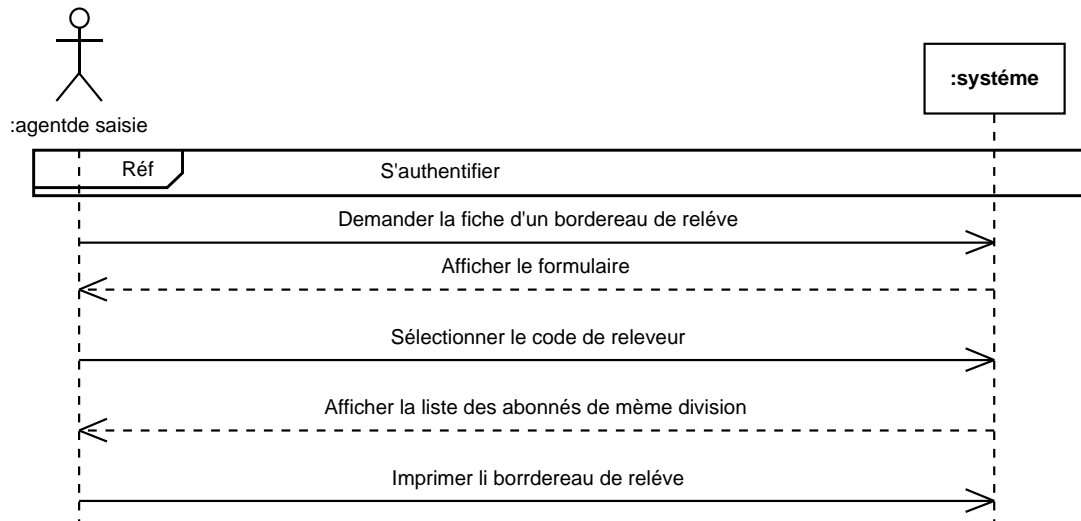 :systéme
:agentde saisie
Réf
S'authentifier
Demander la fiche d'un bordereau de reléve
Afficher le formulaire
Sélectionner le code de releveur
Afficher la liste des abonnés de mème division
Imprimer li borrdereau de reléve